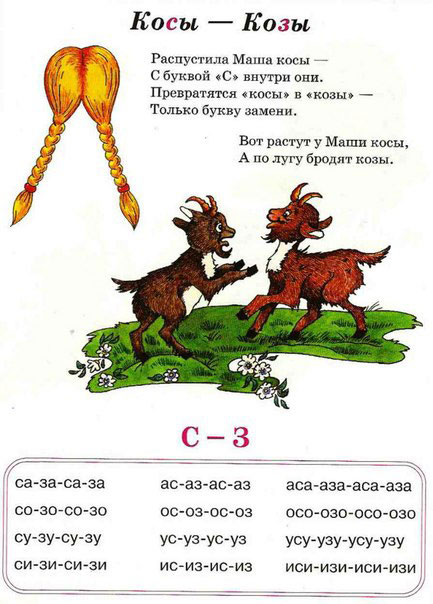 Косы — Козы
Распустила Маша косы —
С буквой «С» внутри они.
Превратятся «косы» в «козы» —
Только букву замени.
Вот растут у Маши косы,
А по лугу бродят козы.
С – З
са-за-са-за ас-аз-ас-аз аса-аза-аса-аза
со-зо-со-зо ос-оз-ос-оз осо-озо-осо-озо
су-зу-су-зу ус-уз-ус-уз усу-узу-усу-узу
си-зи-си-зи ис-из-ис-из иси-изи-иси-изи